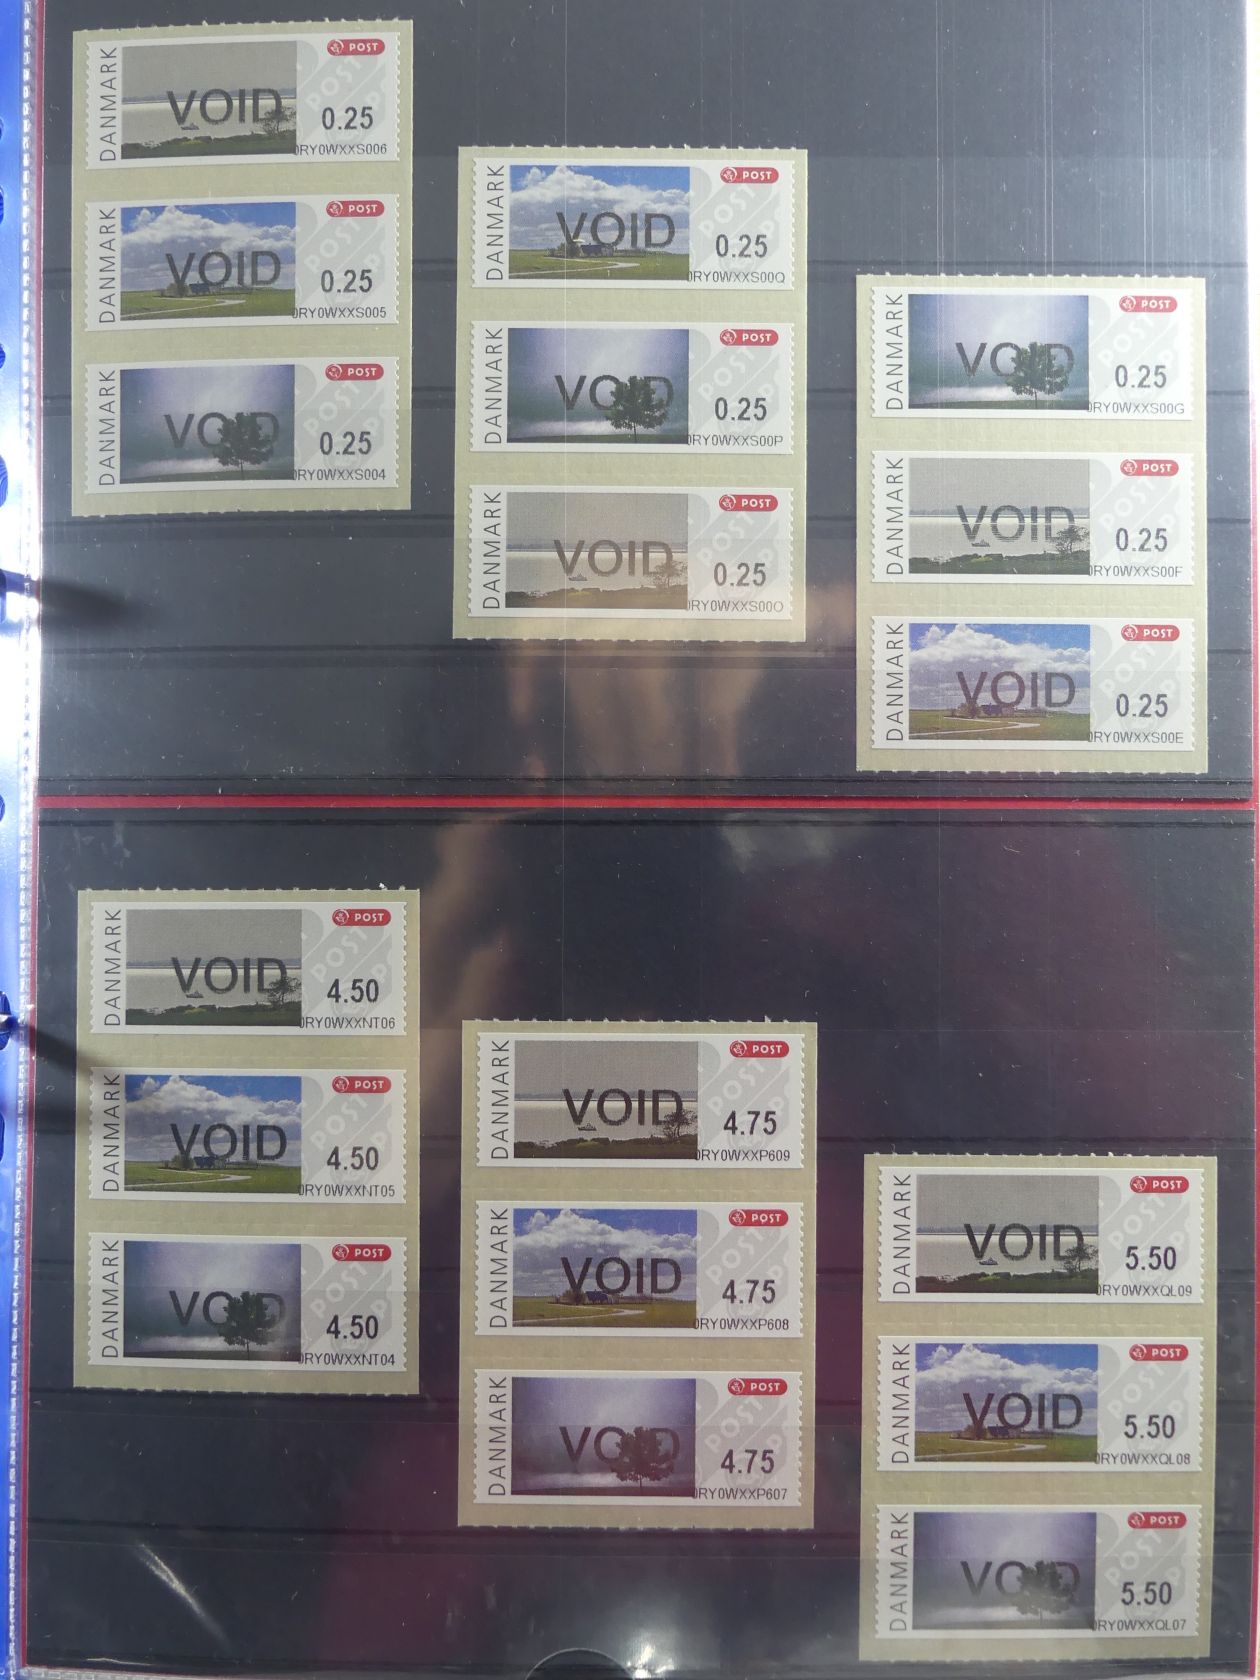 DANMARK
POST
VOID
0.25
0RY0WXXS006
DANMARK
POST
VOID
0.25
0RY0WXXS005
DANMARK
POST
VOID
0.25
0RY0WXXS004
DANMARK
POST
VOID
0.25
0RY0WXXS00Q
DANMARK
POST
VOID
0.25
0RY0WXXS00P
DANMARK
POST
VOID
0.25
0RY0WXXS00O
DANMARK
POST
VOID
0.25
0RY0WXXS00G
DANMARK
POST
VOID
0.25
0RY0WXXS00F
DANMARK
POST
VOID
0.25
0RY0WXXS00E
DANMARK
POST
VOID
4.50
0RY0WXXNT06
DANMARK
POST
VOID
4.50
0RY0WXXNT05
DANMARK
POST
VOID
4.50
0RY0WXXNT04
DANMARK
POST
VOID
4.75
0RY0WXXP609
DANMARK
POST
VOID
4.75
0RY0WXXP608
DANMARK
POST
VOID
4.75
0RY0WXXP607
DANMARK
POST
VOID
5.50
0RY0WXXQL09
DANMARK
POST
VOID
5.50
0RY0WXXQL08
DANMARK
POST
VOID
5.50
0RY0WXXQL07